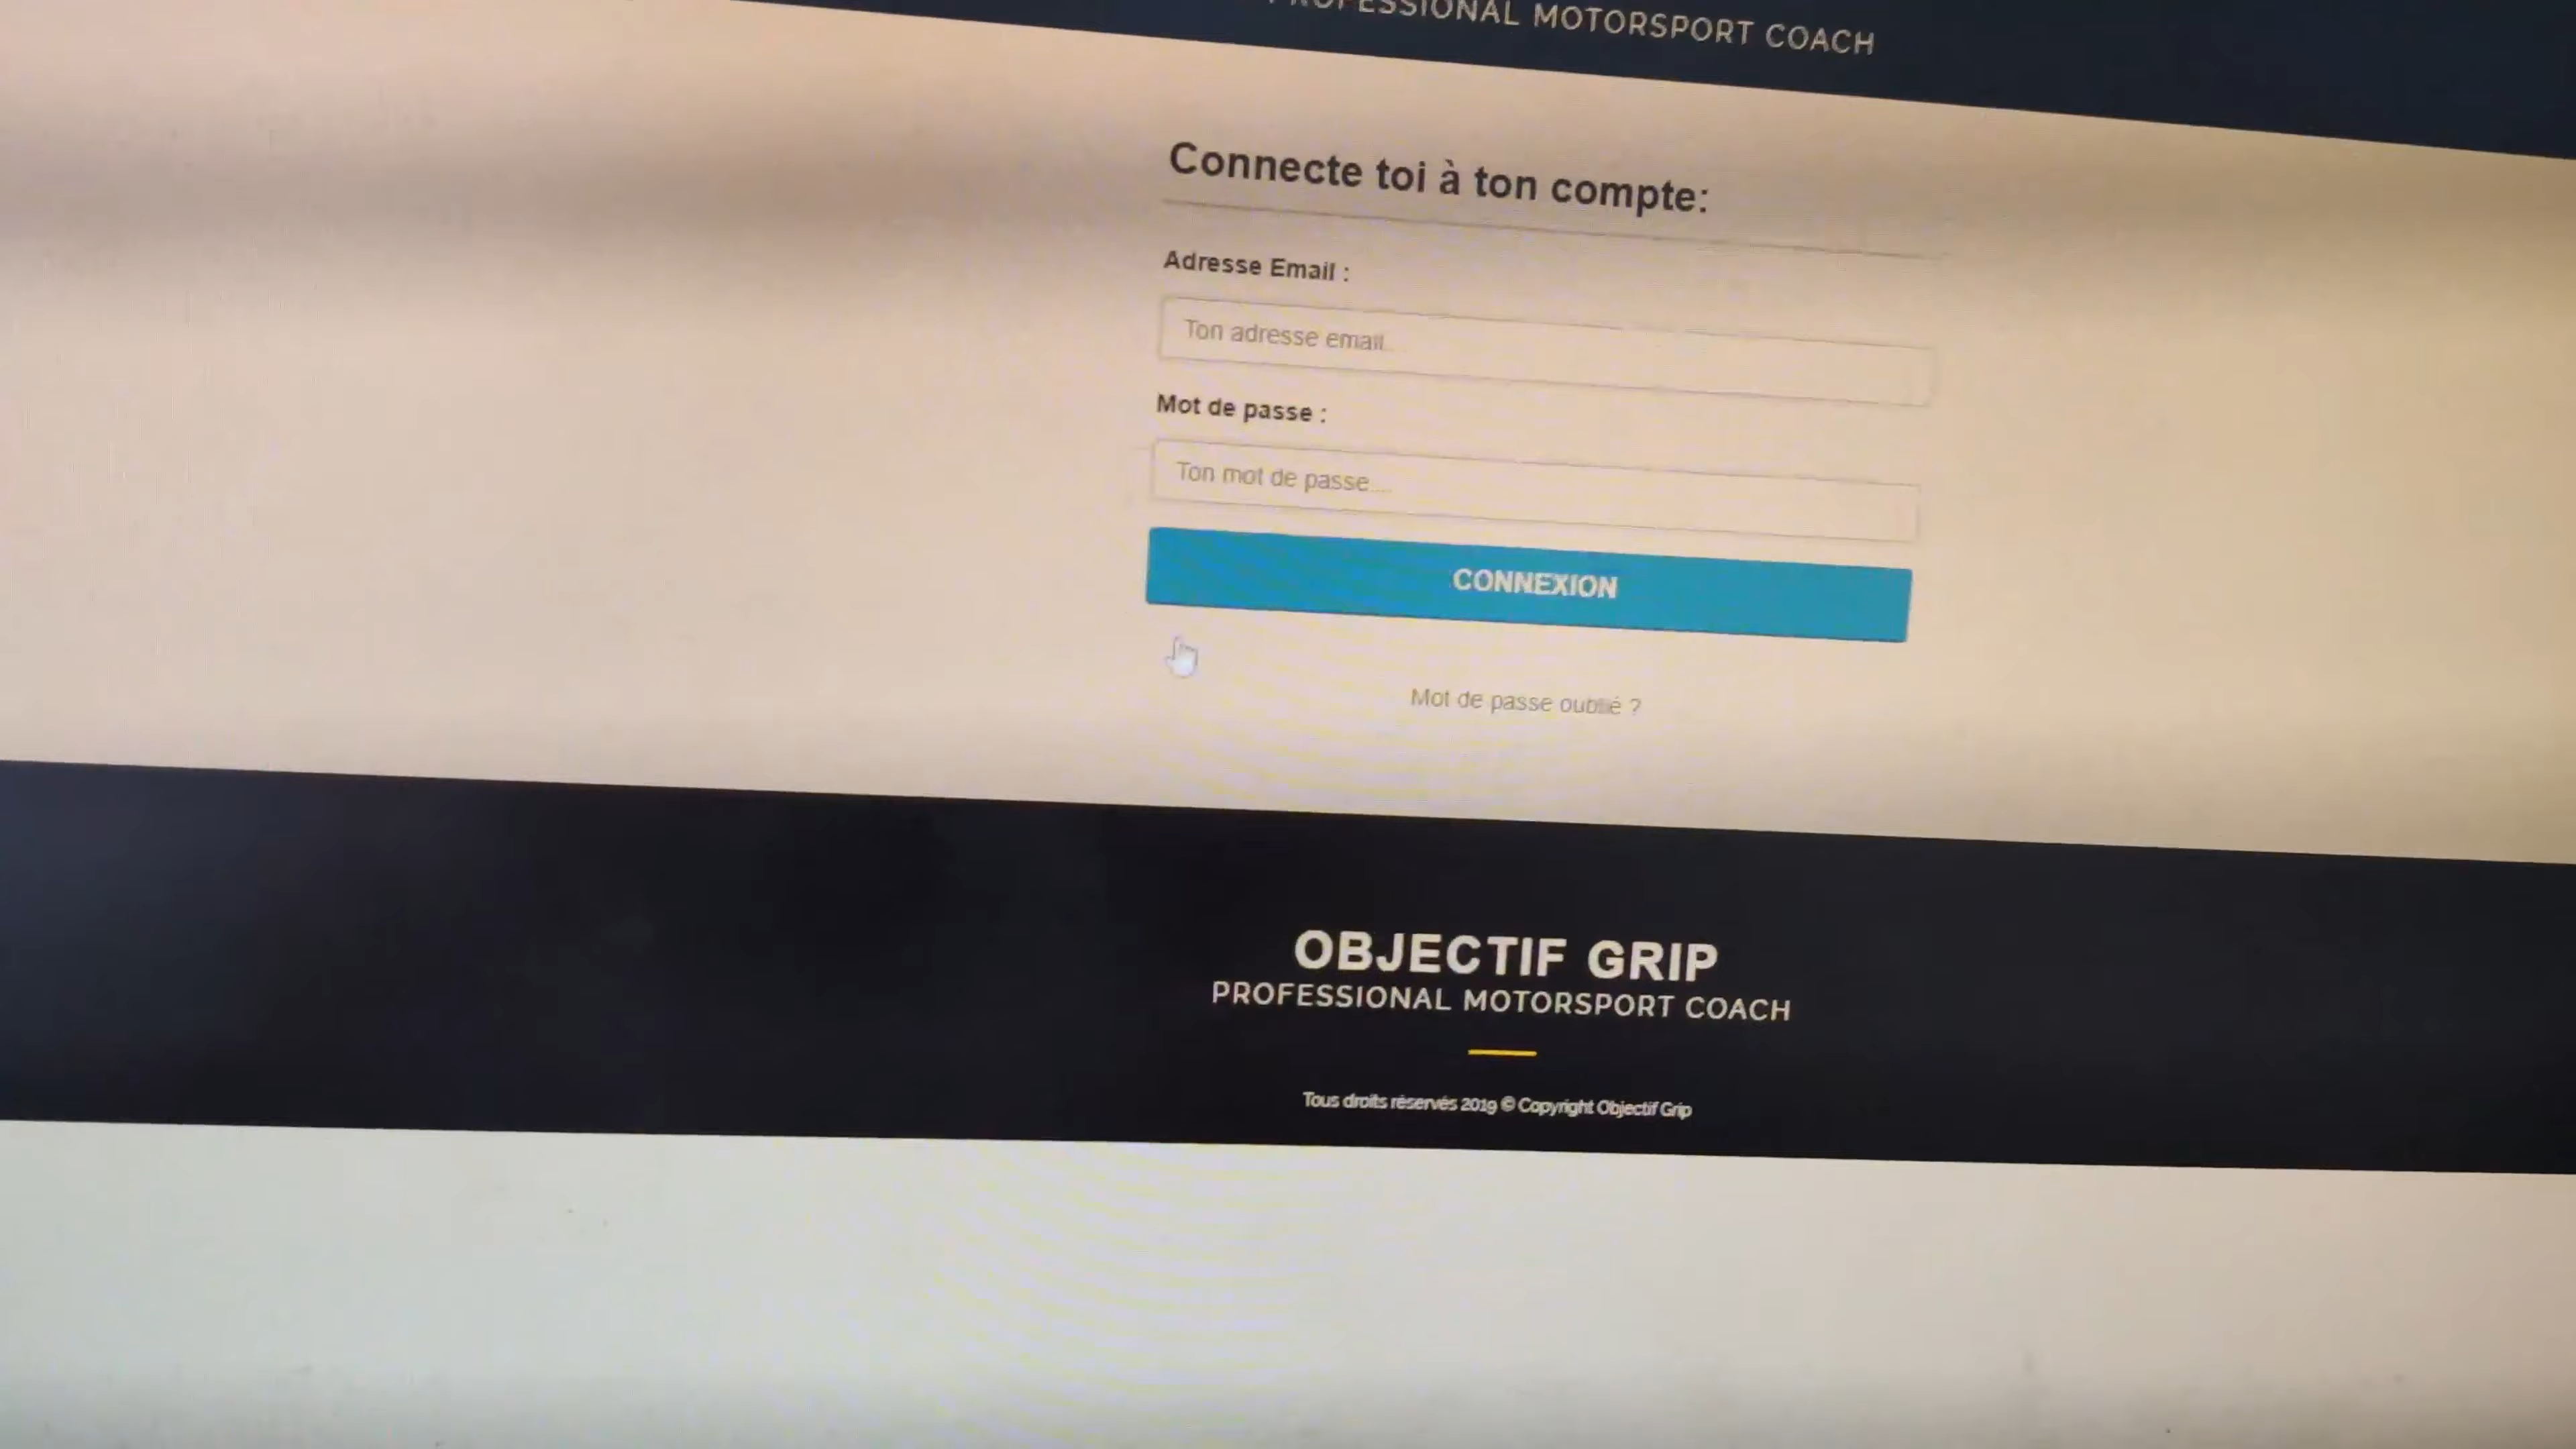 PROFESSIONAL MOTORSPORT COACH
Connecte toi à ton compte:
Adresse Email :
Ton adresse email...
Mot de passe :
Ton mot de passe....
CONNEXION
Mot de passe oublié ?
OBJECTIF GRIP
PROFESSIONAL MOTORSPORT COACH
Tous droits réservés 2019 © Copyright Objectif Grip